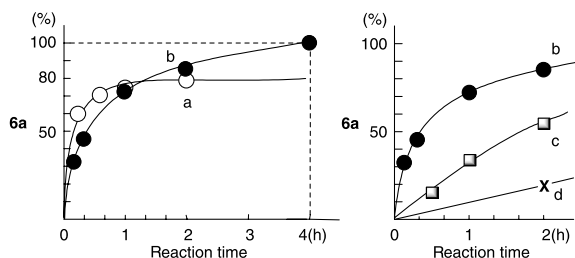 (%)
100
80
50
6a
b
a
0
1
2
3
4(h)
Reaction time
(%)
100
50
6a
b
c
X
d
0
1
2(h)
Reaction time